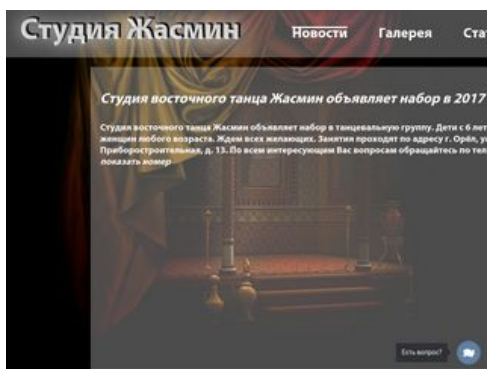 Студия Жасмин
Новости Галерея Ста
Студия восточного танца Жасмин объявляет набор в 2017
Студия восточного танца Жасмин объявляет набор в танцевальную группу. Дети с 6 лет
женщин любого возраста. Ждем всех желающих. Занятия проходят по адресу г. Орёл, у
Приборостроительная, д. 13. По всем интересующим Вас вопросам обращайтесь по тел
показать номер
Есть вопрос?